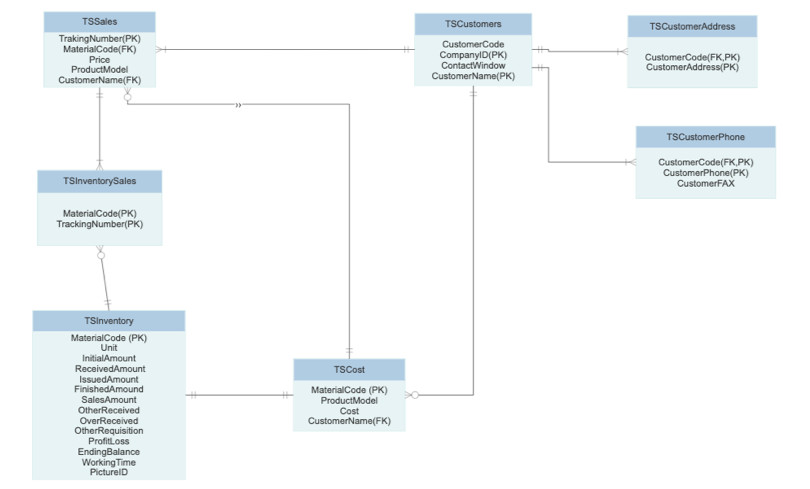 TSSales
TrakingNumber(PK)
MaterialCode(FK)
Price
ProductModel
CustomerName(FK)
TSCustomers
CustomerCode
CompanyID(PK)
ContactWindow
CustomerName(PK)
TSCustomerAddress
CustomerCode(FK,PK)
CustomerAddress(PK)
TSCustomerPhone
CustomerCode(FK,PK)
CustomerPhone(PK)
CustomerFAX
TSInventorySales
MaterialCode(PK)
TrackingNumber(PK)
TSInventory
MaterialCode (PK)
Unit
InitialAmount
ReceivedAmount
IssuedAmount
FinishedAmound
SalesAmount
OtherReceived
OverReceived
OtherRequisition
ProfitLoss
EndingBalance
WorkingTime
PictureID
TSCost
MaterialCode (PK)
ProductModel
Cost
CustomerName(FK)